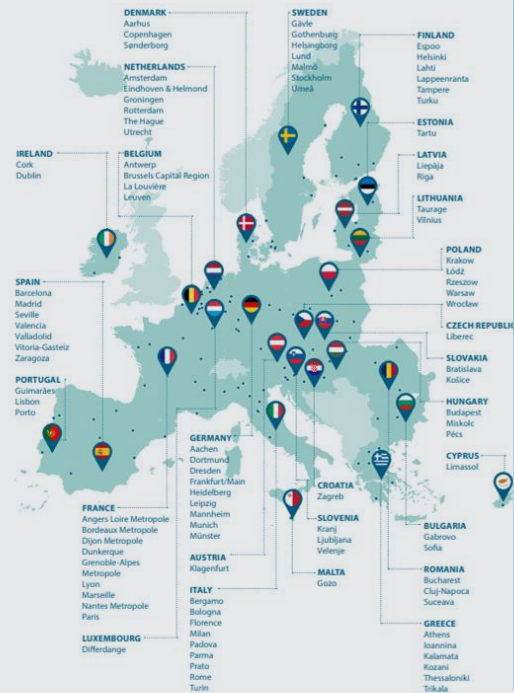 DENMARK
Aarhus
Copenhagen
Sønderborg
SWEDEN
Gävle
Gothenburg
Helsingborg
Lund
Malmö
Stockholm
Umeå
FINLAND
Espoo
Helsinki
Lahti
Lappeenranta
Tampere
Turku
NETHERLANDS
Amsterdam
Eindhoven & Helmond
Groningen
Rotterdam
The Hague
Utrecht
ESTONIA
Tartu
IRELAND
Cork
Dublin
BELGIUM
Antwerp
Brussels Capital Region
La Louvière
Leuven
LATVIA
Liepāja
Riga
LITHUANIA
Taurage
Vilnius
POLAND
Krakow
Łódź
Rzeszow
Warsaw
Wrocław
SPAIN
Barcelona
Madrid
Seville
Valencia
Valladolid
Vitoria-Gasteiz
Zaragoza
CZECH REPUBLIC
Liberec
SLOVAKIA
Bratislava
Košice
PORTUGAL
Guimarães
Lisbon
Porto
HUNGARY
Budapest
Miskolc
Pécs
GERMANY
Aachen
Dortmund
Dresden
Frankfurt/Main
Heidelberg
Leipzig
Mannheim
Munich
Münster
CYPRUS
Limassol
CROATIA
Zagreb
FRANCE
Angers Loire Metropole
Bordeaux Metropole
Dijon Metropole
Dunkerque
Grenoble-Alpes
Metropole
Lyon
Marseille
Nantes Metropole
Paris
SLOVENIA
Kranj
Ljubljana
Velenje
BULGARIA
Gabrovo
Sofia
AUSTRIA
Klagenfurt
MALTA
Gozo
ROMANIA
Bucharest
Cluj-Napoca
Suceava
ITALY
Bergamo
Bologna
Florence
Milan
Padova
Parma
Prato
Rome
Turin
LUXEMBOURG
Differdange
GREECE
Athens
Ioannina
Kalamata
Kozani
Thessaloniki
Trikala